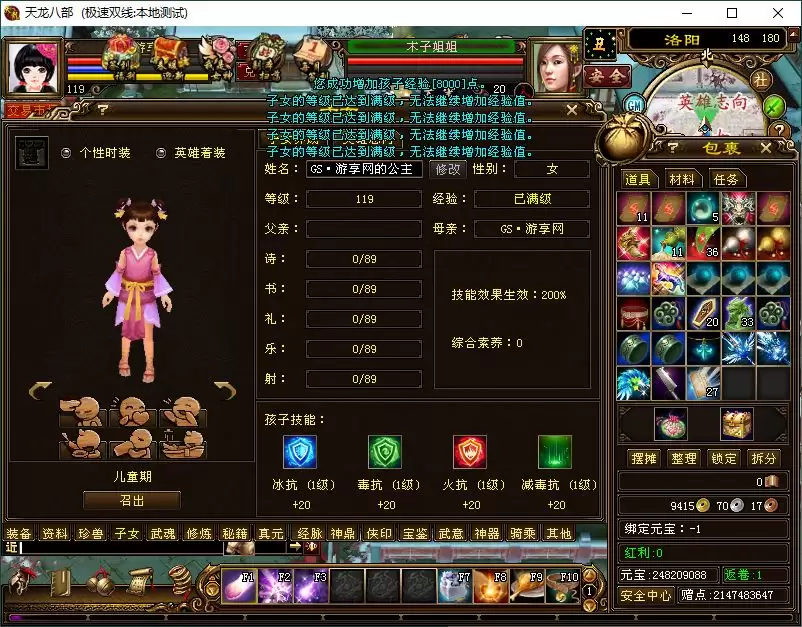 天龙八部 (极速双线:本地测试)
木子姐姐
丑
洛阳 148 180
北
119
20
安全
社
GM
英雄志向
您成功增加孩子经验[8000]点。
子女的等级已达到满级，无法继续增加经验值。
子女的等级已达到满级，无法继续增加经验值。
子女的等级已达到满级，无法继续增加经验值。
子女的等级已达到满级，无法继续增加经验值。
?
个性时装 英雄着装
姓名： GS·游享网的公主 修改 性别： 女
等级： 119 经验： 已满级
父亲： 母亲： GS·游享网
诗： 0/89
书： 0/89
礼： 0/89
乐： 0/89
射： 0/89
技能效果生效：200%
综合素养：0
孩子技能：
冰抗 (1级) 毒抗 (1级) 火抗 (1级) 减毒抗 (1级)
+20 +20 +20 +20
儿童期
召出
装备 资料 珍兽 子女 武魂 修炼 秘籍 真元 经脉 神鼎 侠印 宝鉴 武意 神器 骑乘 其他
近
F1 F2 F3 F7 F8 F9 F10
1
? 包裹
道具 材料 任务
11 5
11 36
20 33
27
摆摊 整理 锁定 拆分
0
9415 70 17
绑定元宝：-1
红利:0
元宝:248209088 返卷:1
安全中心 赠点:2147483647